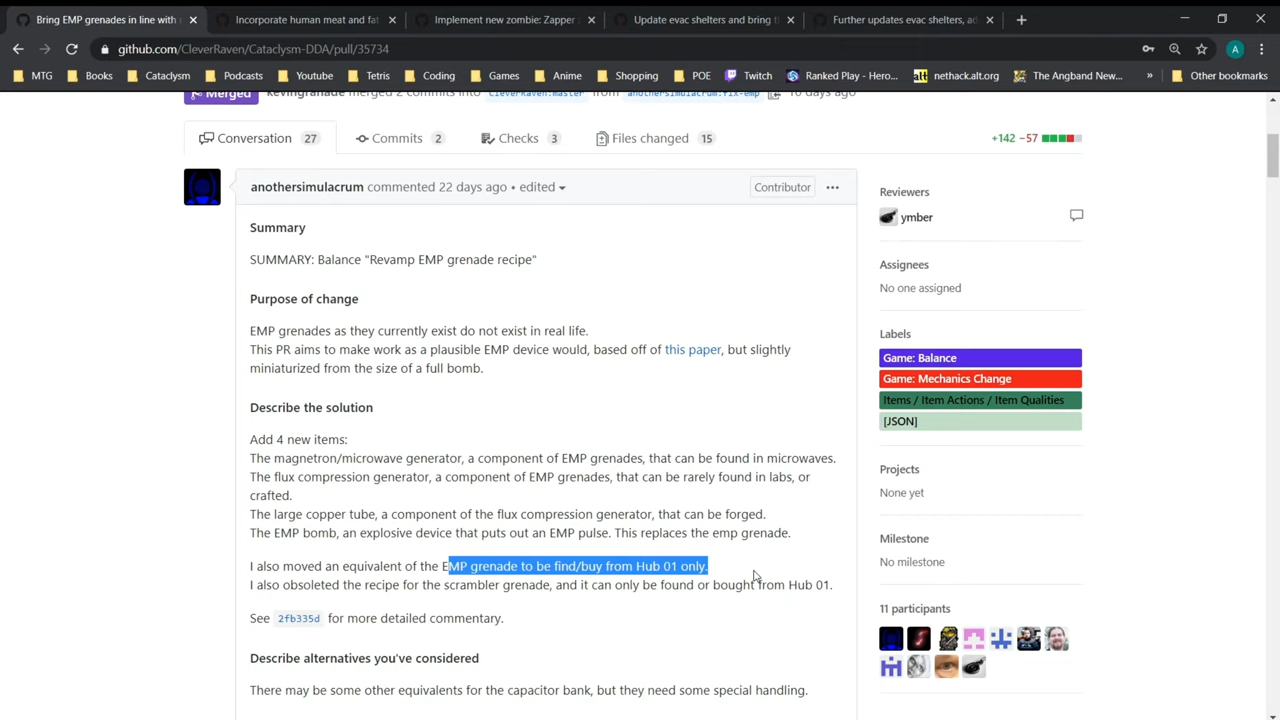 Bring EMP grenades in line with
Incorporate human meat and fat
Implement new zombie: Zapper
Update evac shelters and bring t
Further updates evac shelters, ad
github.com/CleverRaven/Cataclysm-DDA/pull/35734
A
MTG
Books
Cataclysm
Podcasts
Youtube
Tetris
Coding
Games
Anime
Shopping
POE
Twitch
Ranked Play - Hero...
alt
nethack.alt.org
The Angband New...
»
Other bookmarks
Merged
kevingranade merged 2 commits into CleverRaven:master from anothersimulacrum:fix-emp 10 days ago
Conversation 27
Commits 2
Checks 3
Files changed 15
+142 −57
anothersimulacrum commented 22 days ago • edited
Contributor
Summary
SUMMARY: Balance "Revamp EMP grenade recipe"
Purpose of change
EMP grenades as they currently exist do not exist in real life.
This PR aims to make work as a plausible EMP device would, based off of this paper, but slightly
miniaturized from the size of a full bomb.
Describe the solution
Add 4 new items:
The magnetron/microwave generator, a component of EMP grenades, that can be found in microwaves.
The flux compression generator, a component of EMP grenades, that can be rarely found in labs, or
crafted.
The large copper tube, a component of the flux compression generator, that can be forged.
The EMP bomb, an explosive device that puts out an EMP pulse. This replaces the emp grenade.
I also moved an equivalent of the EMP grenade to be find/buy from Hub 01 only.
I also obsoleted the recipe for the scrambler grenade, and it can only be found or bought from Hub 01.
See 2fb335d for more detailed commentary.
Describe alternatives you've considered
There may be some other equivalents for the capacitor bank, but they need some special handling.
Reviewers
ymber
Assignees
No one assigned
Labels
Game: Balance
Game: Mechanics Change
Items / Item Actions / Item Qualities
[JSON]
Projects
None yet
Milestone
No milestone
11 participants